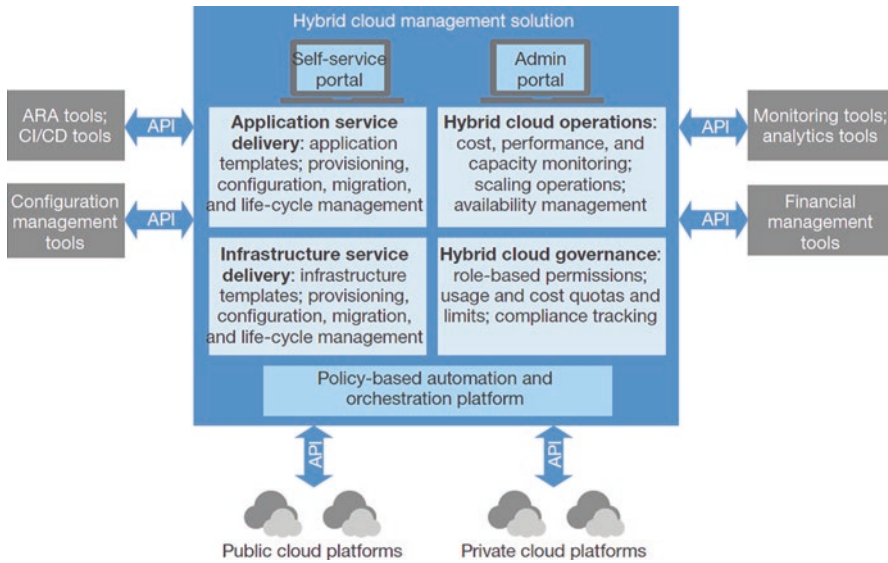 Hybrid cloud management solution
Self-service
portal
Admin
portal
ARA tools;
CI/CD tools
API
Configuration
management
tools
API
Application service
delivery: application
templates; provisioning,
configuration, migration,
and life-cycle management
Hybrid cloud operations:
cost, performance, and
capacity monitoring;
scaling operations;
availability management
API
Monitoring tools;
analytics tools
API
Financial
management
tools
Infrastructure service
delivery: infrastructure
templates; provisioning,
configuration, migration,
and life-cycle management
Hybrid cloud governance:
role-based permissions;
usage and cost quotas and
limits; compliance tracking
Policy-based automation and
orchestration platform
API
API
Public cloud platforms
Private cloud platforms